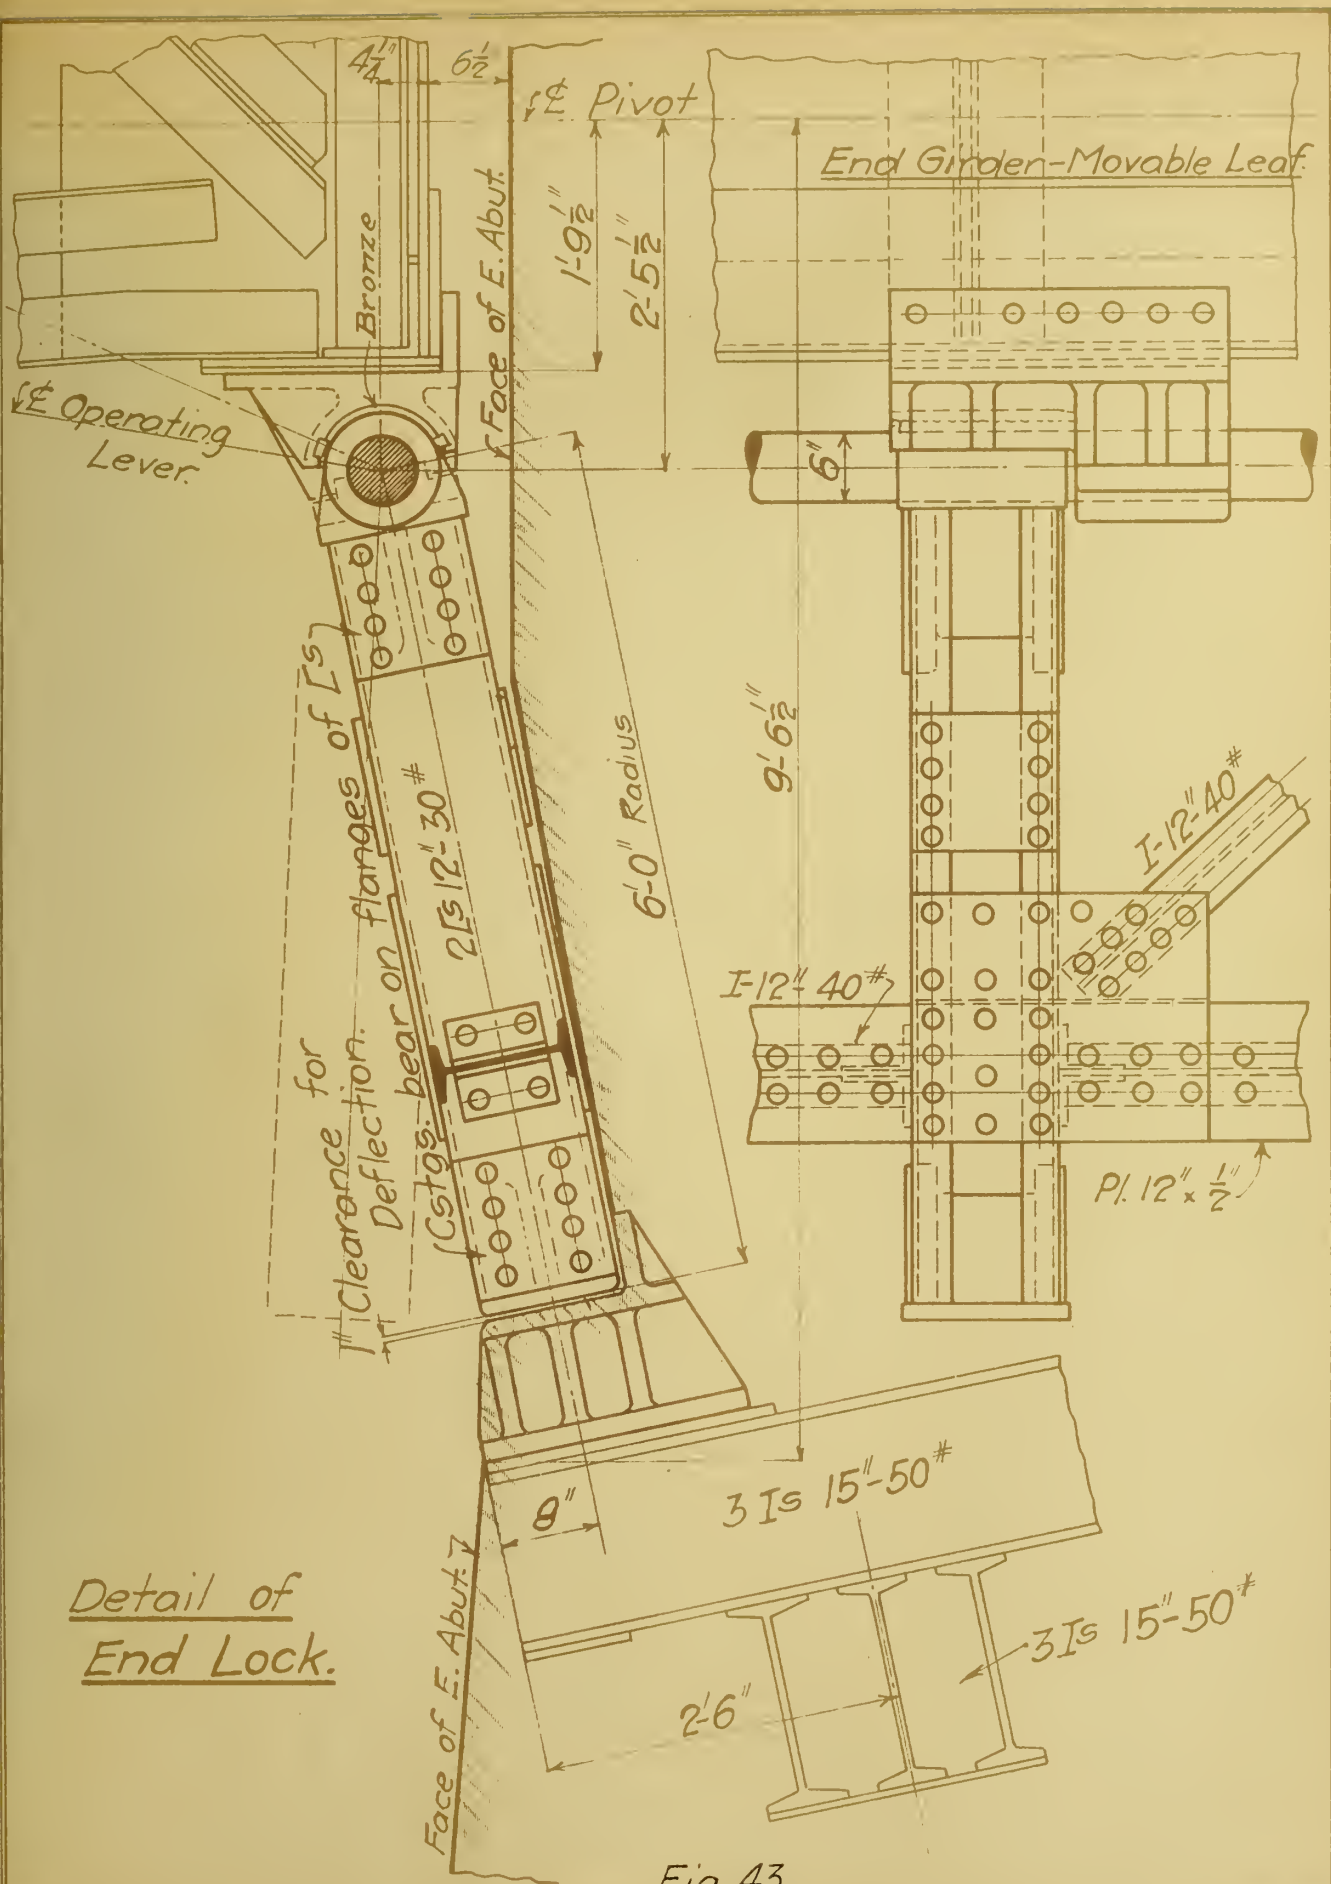 4¼"
6½
℄ Pivot
End Girder-Movable Leaf.
Bronze
Face of E. Abut.
1'-9½"
2'-5½"
℄ Operating
Lever.
6"
9'-6½"
6'-0" Radius
2[s 12"-30#
Cstgs. bear on flanges of [s
1" Clearance for
Deflection.
I-12"-40#
I-12"-40#
Pl. 12" x ½"
8"
3 Is 15"-50#
3 Is 15"-50#
2'-6"
Face of E. Abut.
Detail of
End Lock.
Fig. 43